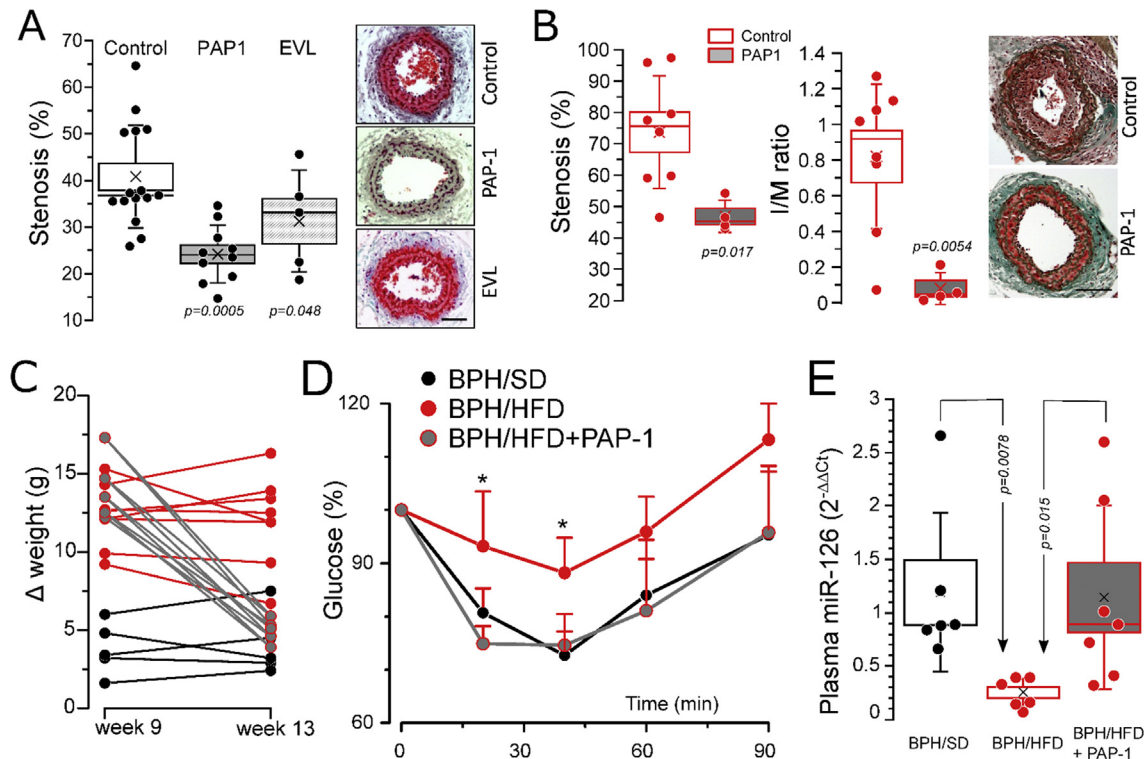 A
Control PAP1 EVL
Stenosis (%)
70
60
50
40
30
20
10
p=0.0005
p=0.048
Control
PAP-1
EVL
B
Control
PAP1
Stenosis (%)
100
90
80
70
60
50
40
30
20
p=0.017
I/M ratio
1.4
1.2
1
0.8
0.6
0.4
0.2
0
p=0.0054
Control
PAP-1
C
Δ weight (g)
20
15
10
5
0
week 9
week 13
D
BPH/SD
BPH/HFD
BPH/HFD+PAP-1
Glucose (%)
120
90
60
*
*
Time (min)
0
30
60
90
E
Plasma miR-126 (2^-ΔΔCt)
3
2.5
2
1.5
1
0.5
0
p=0.0078
p=0.015
BPH/SD
BPH/HFD
BPH/HFD
+ PAP-1